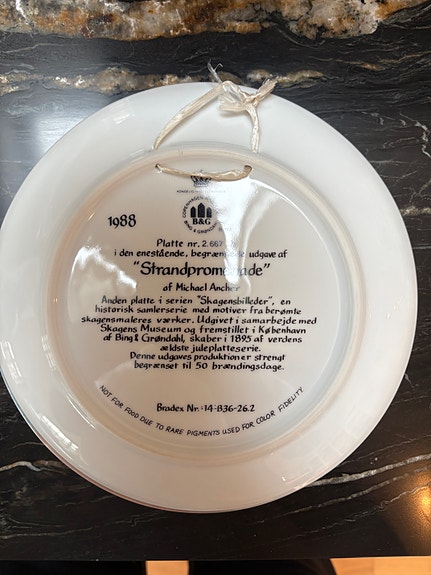 1988
B&G
Platte nr. 2.667
i den enestående, begrænsede udgave af
"Strandpromenade"
af Michael Ancher
Anden platte i serien "Skagensbilleder", en
historisk samlerserie med motiver fra berømte
skagensmaleres værker. Udgivet i samarbejde med
Skagens Museum og fremstillet i København
af Bing & Grøndahl, skaber i 1895 af verdens
ældste juleplatteserie.
Denne udgaves produktion er strengt
begrænset til 50 brændingsdage.
Bradex Nr.: 14-B36-26.2
NOT FOR FOOD DUE TO RARE PIGMENTS USED FOR COLOR FIDELITY.